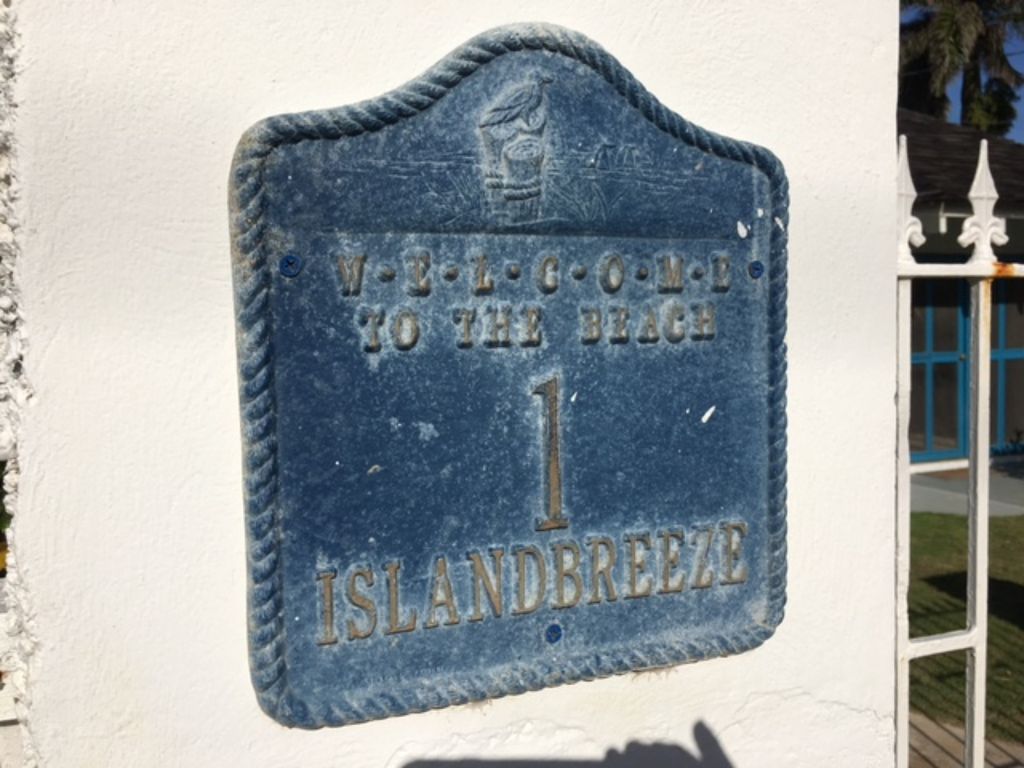 W·E·L·C·O·M·E
TO THE BEACH
1
ISLANDBREEZE